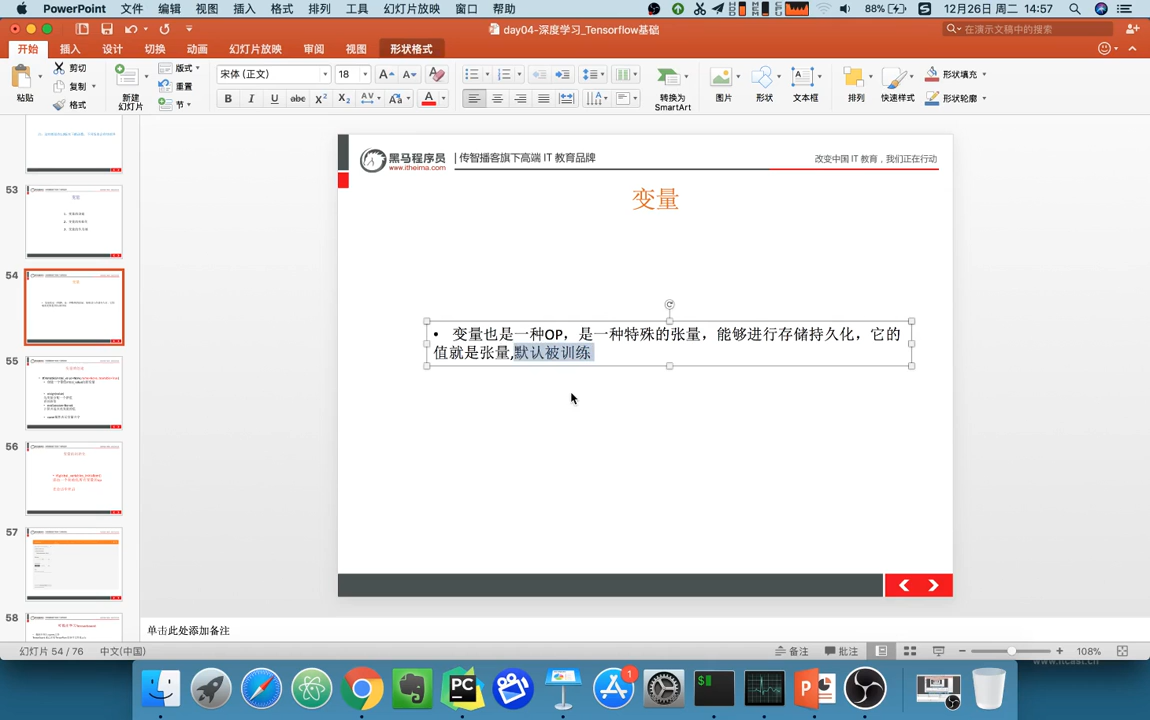 PowerPoint 文件 编辑 视图 插入 格式 排列 工具 幻灯片放映 窗口 帮助 88% 12月26日 周二 14:57
day04-深度学习_Tensorflow基础 在演示文稿中的搜索
开始 插入 设计 切换 动画 幻灯片放映 审阅 视图 形状格式
粘贴 剪切 复制 格式 新建 幻灯片 版式 重置 节 宋体 (正文) 18 转换为 SmartArt 图片 形状 文本框 排列 快速样式 形状填充 形状轮廓
黑马程序员 | 传智播客旗下高端 IT 教育品牌
www.itheima.com
改变中国 IT 教育，我们正在行动
变量
• 变量也是一种OP，是一种特殊的张量，能够进行存储持久化，它的
值就是张量,默认被训练
53
54
55
56
57
58
单击此处添加备注
幻灯片 54 / 76 中文(中国) 备注 批注 108%
www.ncast.cn